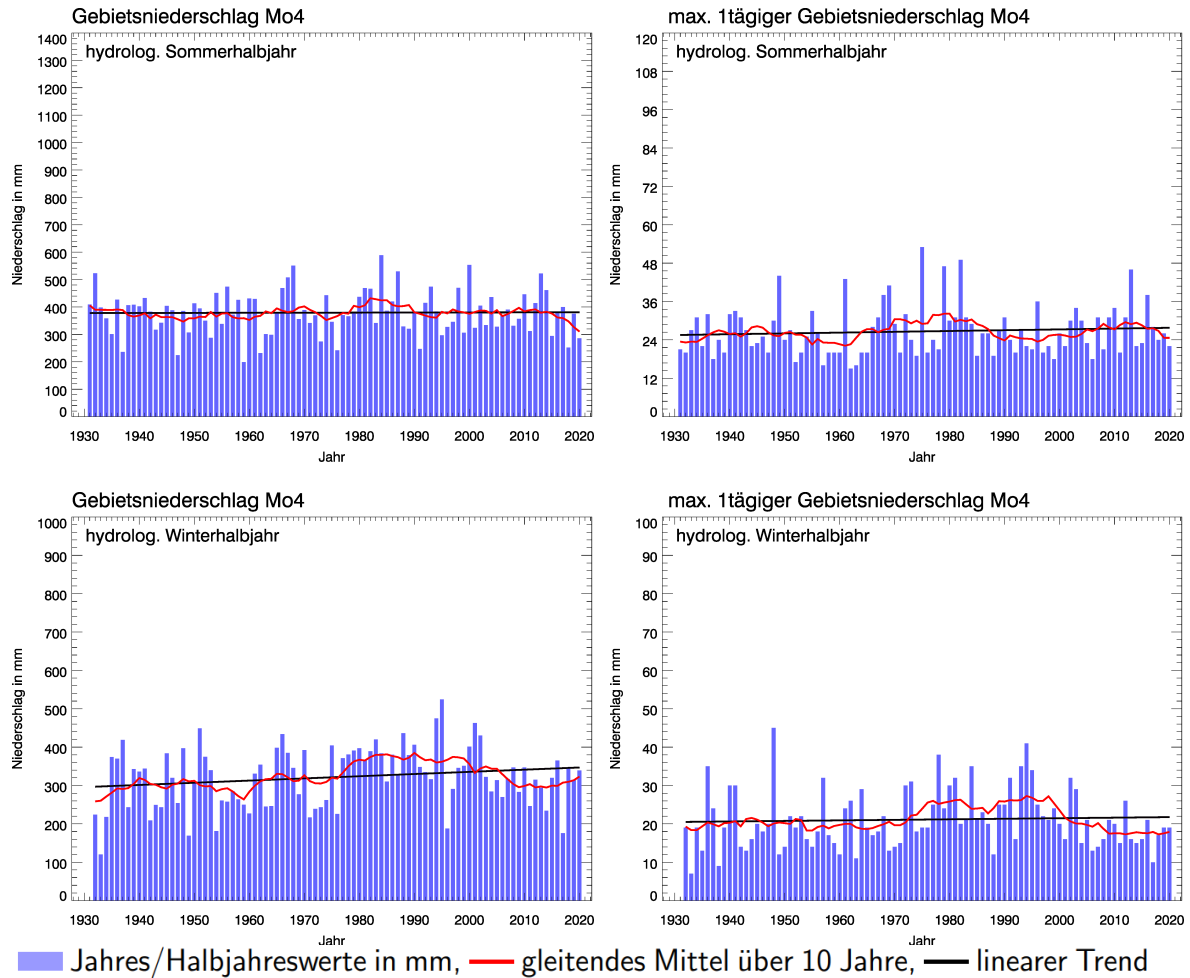 Gebietsniederschlag Mo4
hydrolog. Sommerhalbjahr
Niederschlag in mm
1400
1300
1200
1100
1000
900
800
700
600
500
400
300
200
100
0
1930 1940 1950 1960 1970 1980 1990 2000 2010 2020
Jahr
max. 1tägiger Gebietsniederschlag Mo4
hydrolog. Sommerhalbjahr
Niederschlag in mm
120
108
96
84
72
60
48
36
24
12
0
1930 1940 1950 1960 1970 1980 1990 2000 2010 2020
Jahr
Gebietsniederschlag Mo4
hydrolog. Winterhalbjahr
Niederschlag in mm
1000
900
800
700
600
500
400
300
200
100
0
1930 1940 1950 1960 1970 1980 1990 2000 2010 2020
Jahr
max. 1tägiger Gebietsniederschlag Mo4
hydrolog. Winterhalbjahr
Niederschlag in mm
100
90
80
70
60
50
40
30
20
10
0
1930 1940 1950 1960 1970 1980 1990 2000 2010 2020
Jahr
Jahres/Halbjahreswerte in mm, gleitendes Mittel über 10 Jahre, linearer Trend